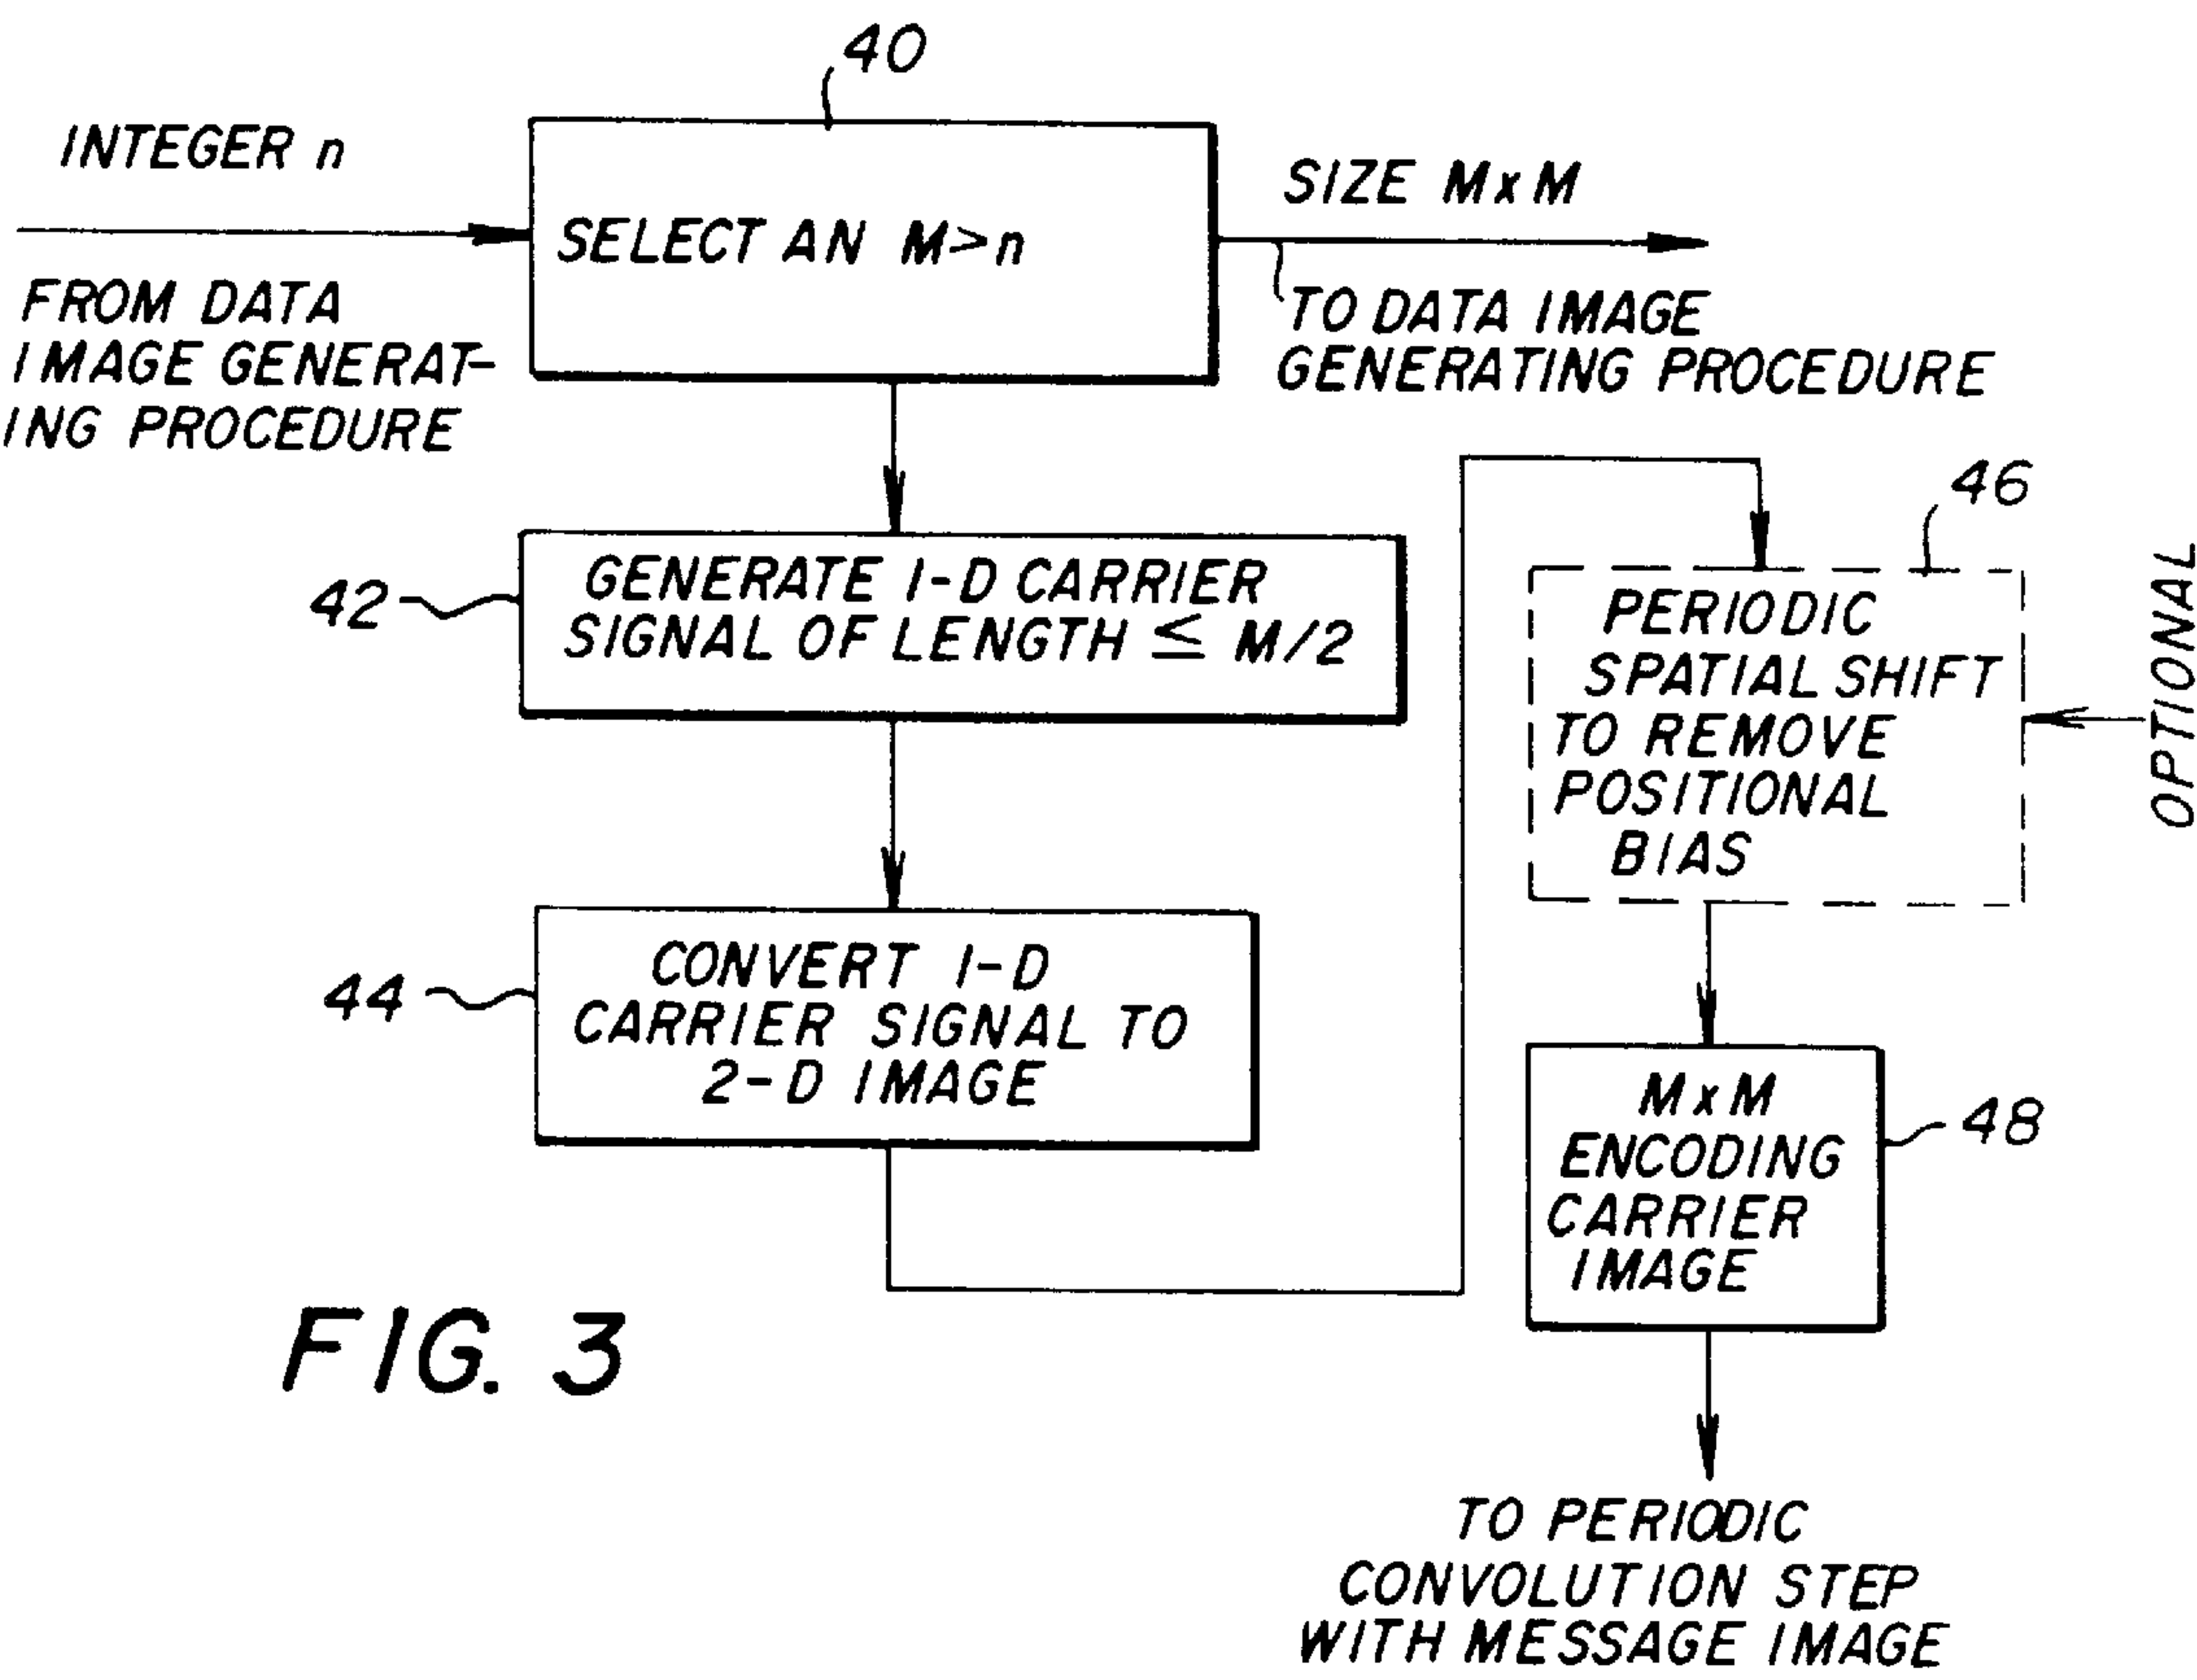 40
INTEGER n
SELECT AN M>n
SIZE MxM
FROM DATA
IMAGE GENERAT-
ING PROCEDURE
TO DATA IMAGE
GENERATING PROCEDURE
42
GENERATE 1-D CARRIER
SIGNAL OF LENGTH ≤ M/2
44
CONVERT 1-D
CARRIER SIGNAL TO
2-D IMAGE
46
PERIODIC
SPATIAL SHIFT
TO REMOVE
POSITIONAL
BIAS
OPTIONAL
MxM
ENCODING
CARRIER
IMAGE
48
TO PERIODIC
CONVOLUTION STEP
WITH MESSAGE IMAGE
FIG. 3